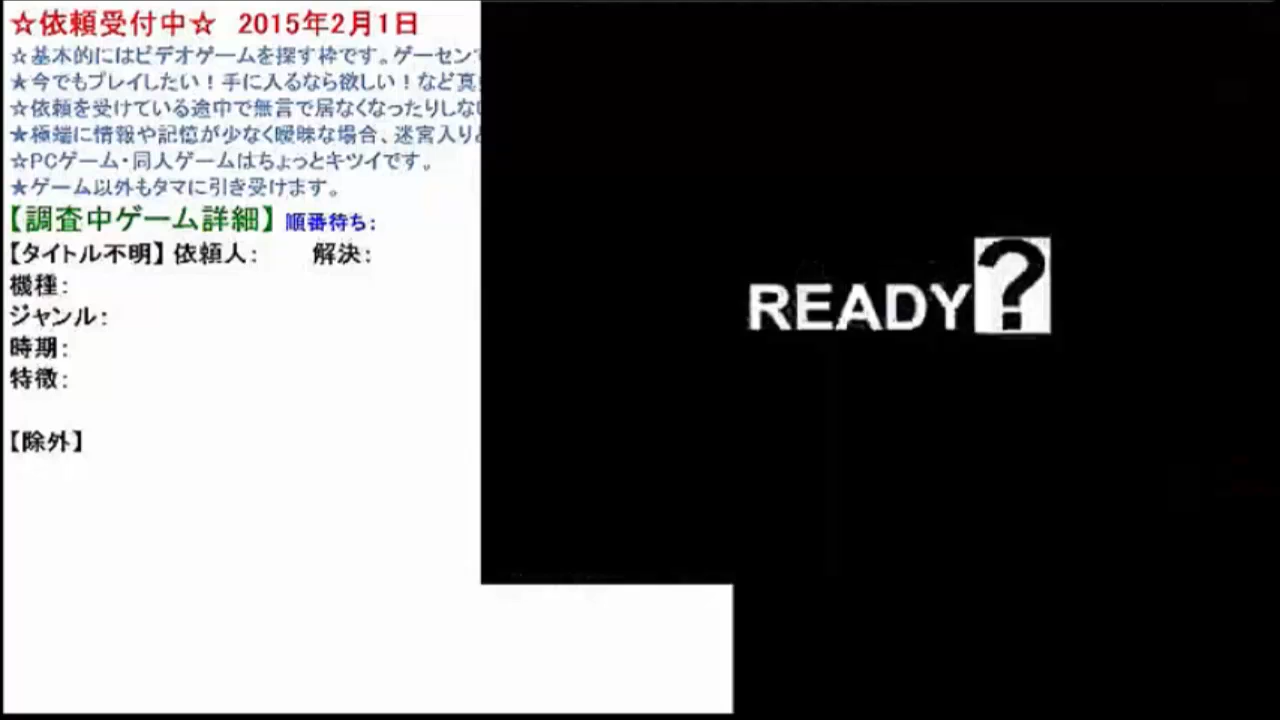 ☆依頼受付中☆ 2015年2月1日
☆基本的にはビデオゲームを探す枠です。ゲーセンで
★今でもプレイしたい！手に入るなら欲しい！など真
☆依頼を受けている途中で無言で居なくなったりしな
★極端に情報や記憶が少なく曖昧な場合、迷宮入り
☆PCゲーム・同人ゲームはちょっとキツイです。
★ゲーム以外もタマに引き受けます。
【調査中ゲーム詳細】 順番待ち：
【タイトル不明】 依頼人： 解決：
機種：
ジャンル：
時期：
特徴：
【除外】
READY?